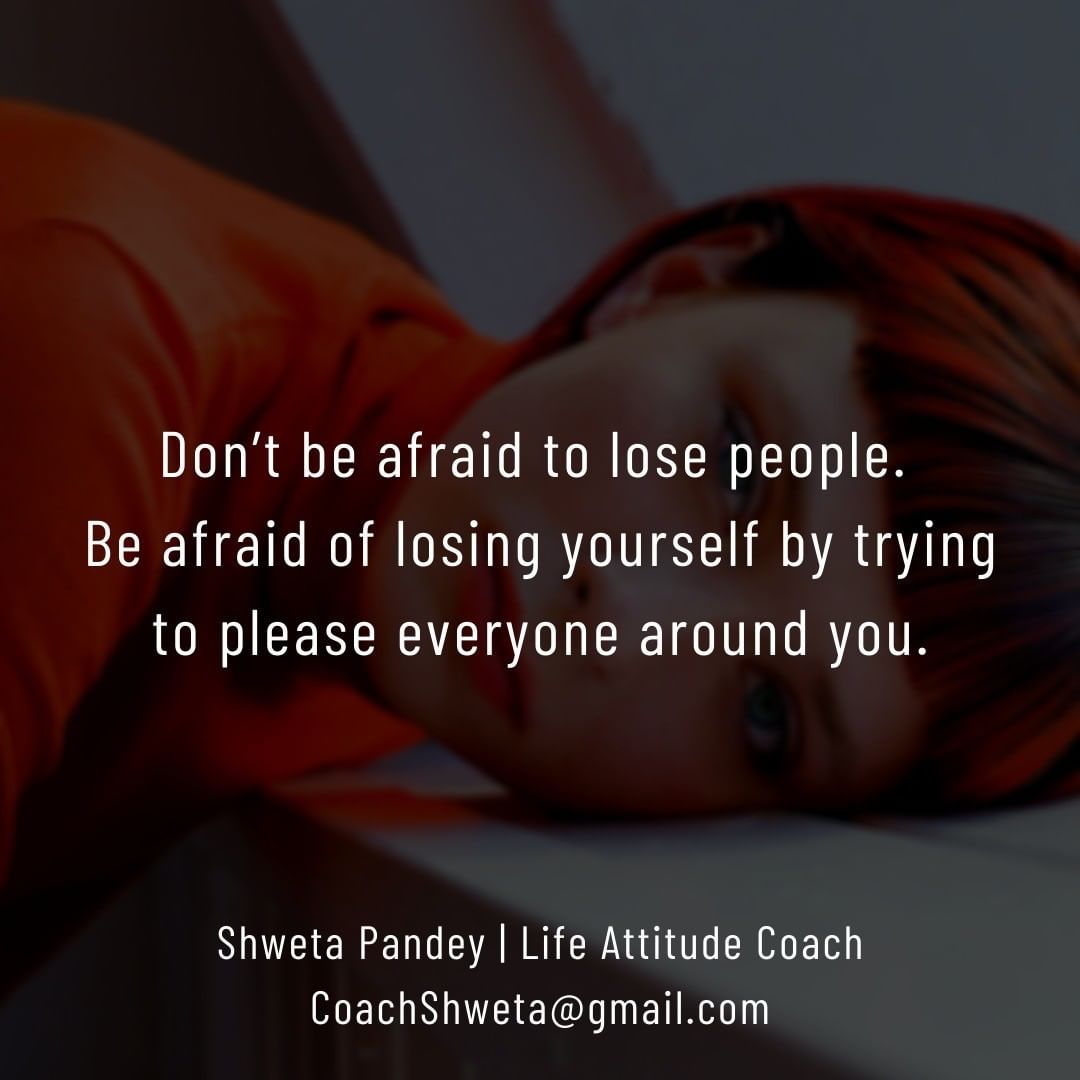 Don’t be afraid to lose people.
Be afraid of losing yourself by trying
to please everyone around you.
Shweta Pandey | Life Attitude Coach
CoachShweta@gmail.com